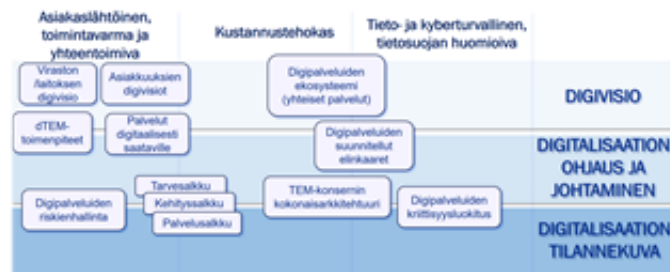 Asiakaslähtöinen,
toimintavarma ja
yhteentoimiva
Kustannustehokas
Tieto- ja kyberturvallinen,
tietosuojan huomioiva
Viraston
/laitoksen
digivisio
Asiakkuuksien
digivisiot
Digipalveluiden
ekosysteemi
(yhteiset palvelut)
DIGIVISIO
dTEM-
toimenpiteet
Palvelut
digitaalisesti
saataville
Digipalveluiden
suunnitellut
elinkaaret
DIGITALISAATION
OHJAUS JA
JOHTAMINEN
Digipalveluiden
riskienhallinta
Tarvesalkku
Kehityssalkku
Palvelusalkku
TEM-konsernin
kokonaisarkkitehtuuri
Digipalveluiden
kriittisyysluokitus
DIGITALISAATION
TILANNEKUVA